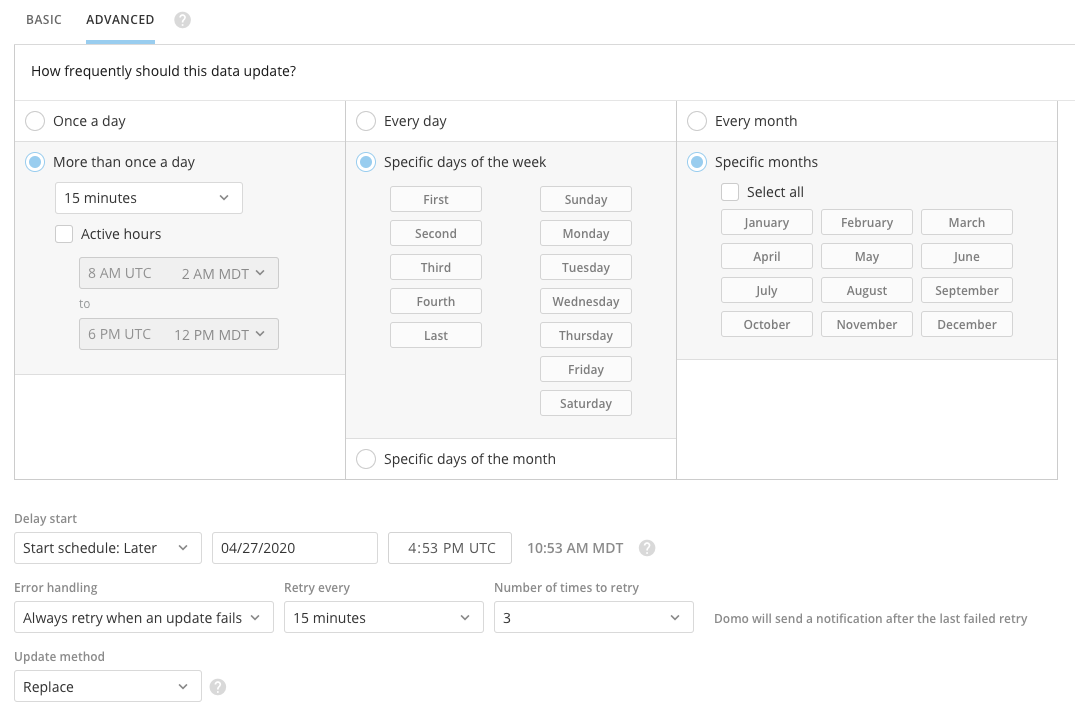 BASIC ADVANCED ?
How frequently should this data update?
Once a day
More than once a day
15 minutes
Active hours
8 AM UTC 2 AM MDT
to
6 PM UTC 12 PM MDT
Every day
Specific days of the week
First Sunday
Second Monday
Third Tuesday
Fourth Wednesday
Last Thursday
Friday
Saturday
Specific days of the month
Every month
Specific months
Select all
January February March
April May June
July August September
October November December
Delay start
Start schedule: Later 04/27/2020 4:53 PM UTC 10:53 AM MDT ?
Error handling Retry every Number of times to retry
Always retry when an update fails 15 minutes 3 Domo will send a notification after the last failed retry
Update method
Replace ?